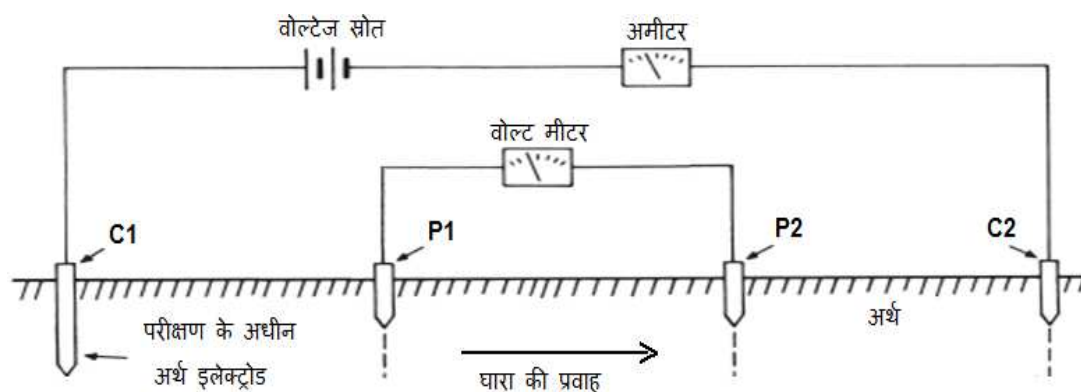 वोल्टेज स्रोत
अमीटर
वोल्ट मीटर
C1
P1
P2
C2
परीक्षण के अधीन
अर्थ इलेक्ट्रोड
घारा की प्रवाह
अर्थ